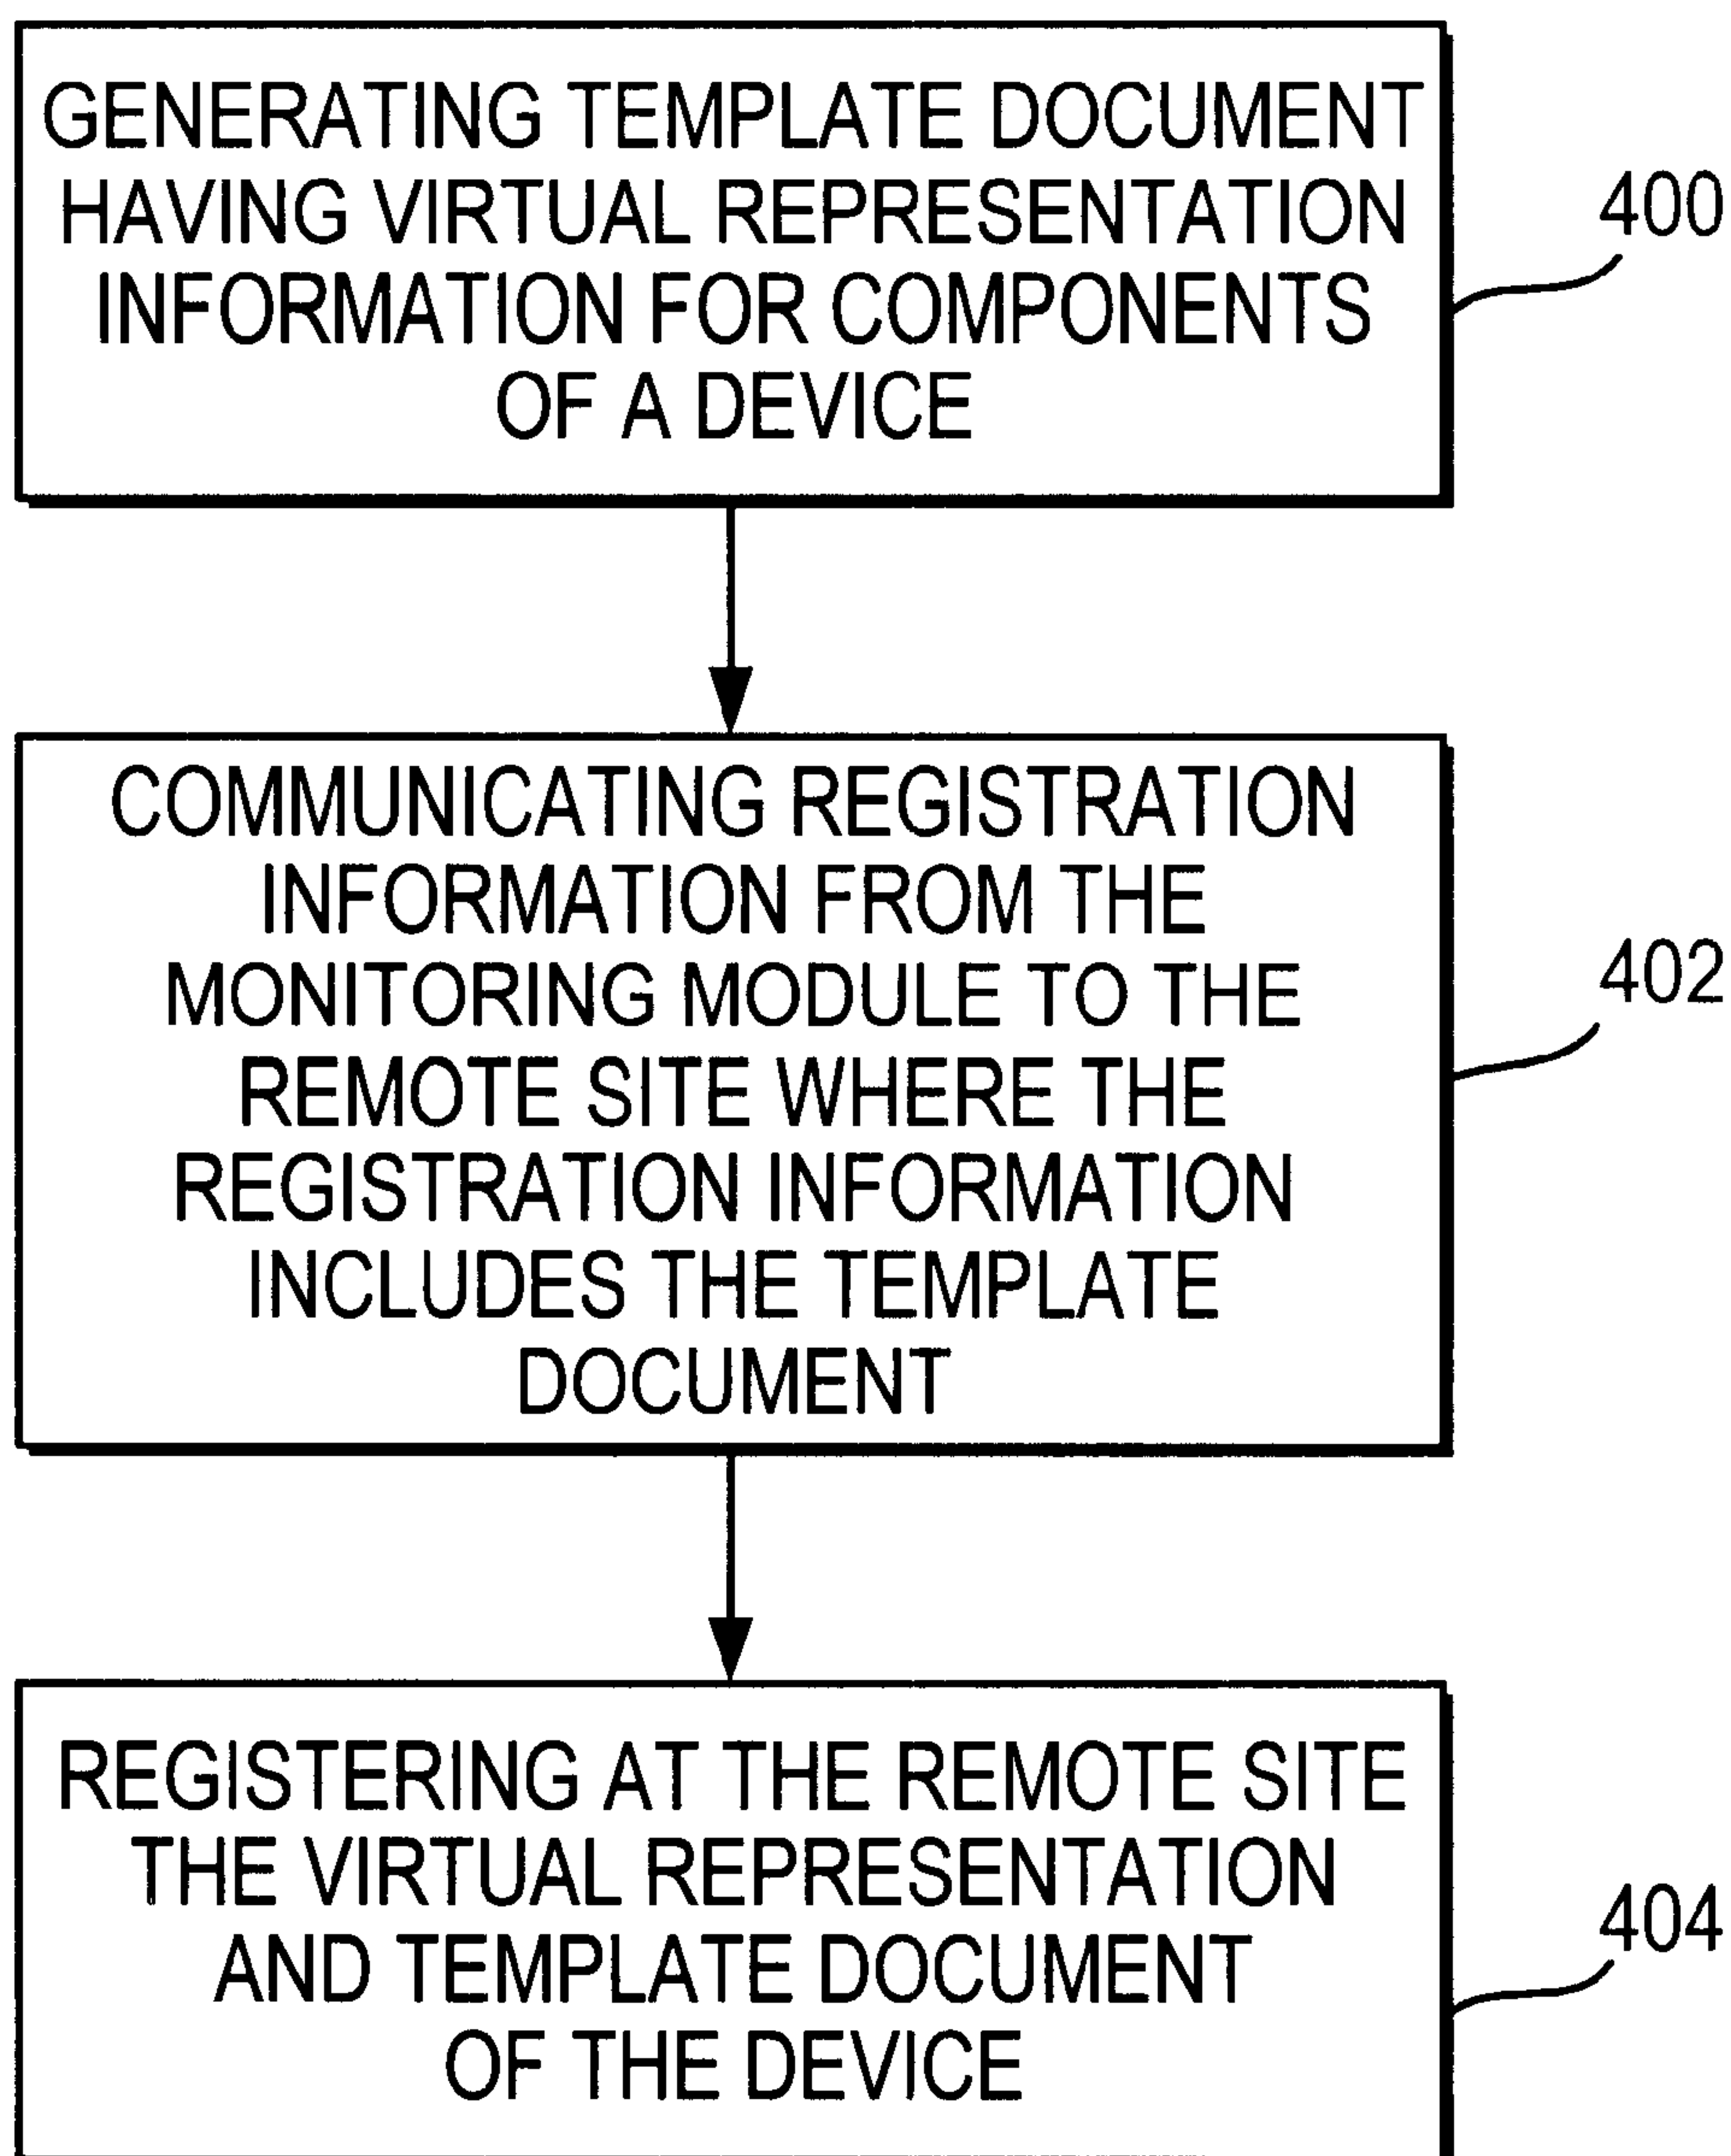 GENERATING TEMPLATE DOCUMENT
HAVING VIRTUAL REPRESENTATION
INFORMATION FOR COMPONENTS
OF A DEVICE
400
COMMUNICATING REGISTRATION
INFORMATION FROM THE
MONITORING MODULE TO THE
REMOTE SITE WHERE THE
REGISTRATION INFORMATION
INCLUDES THE TEMPLATE
DOCUMENT
402
REGISTERING AT THE REMOTE SITE
THE VIRTUAL REPRESENTATION
AND TEMPLATE DOCUMENT
OF THE DEVICE
404